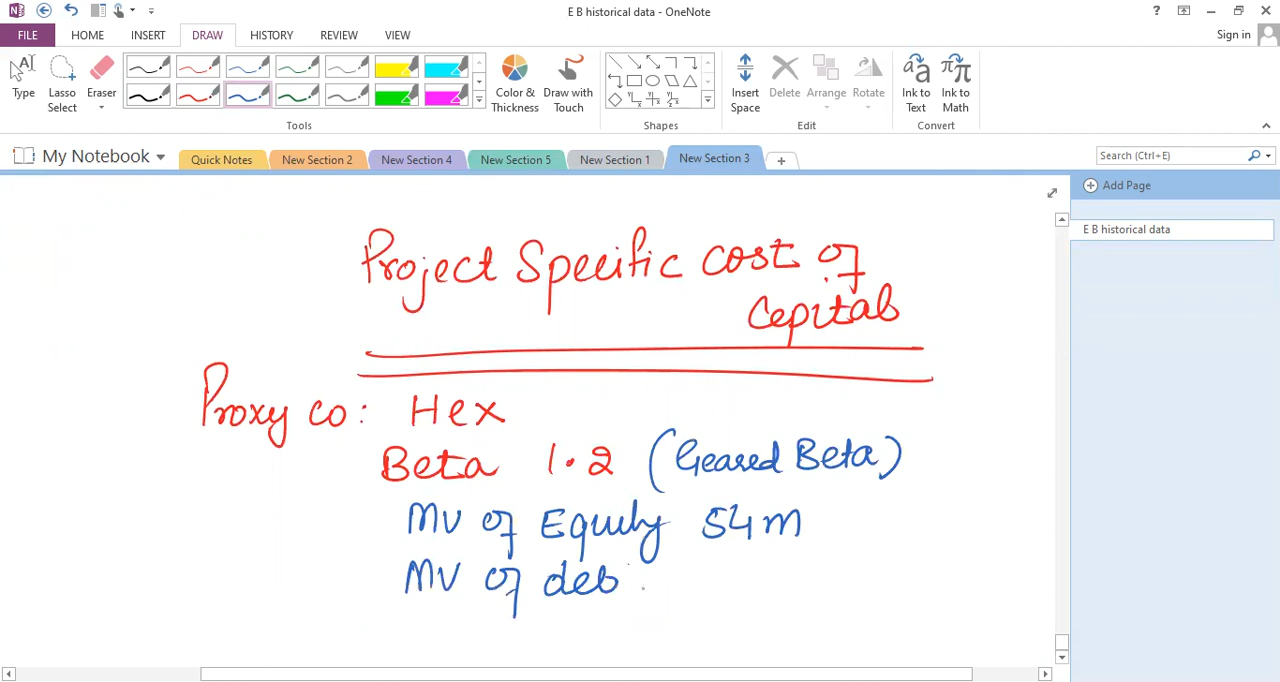 E B historical data - OneNote
?
FILE HOME INSERT DRAW HISTORY REVIEW VIEW
Sign in
Type
Lasso Select
Eraser
Color & Thickness
Draw with Touch
Insert Space
Delete
Arrange
Rotate
Ink to Text
Ink to Math
Tools
Shapes
Edit
Convert
My Notebook
Quick Notes
New Section 2
New Section 4
New Section 5
New Section 1
New Section 3
Search (Ctrl+E)
Add Page
E B historical data
Project Specific cost of
Cepital
Proxy co: Hex
Beta 1.2 (Geared Beta)
MV of Equity 54m
MV of deb